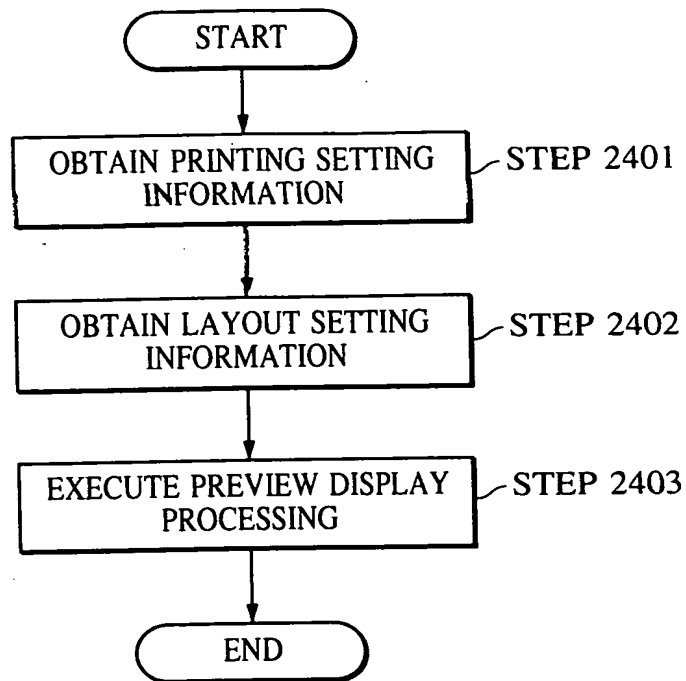 START
OBTAIN PRINTING SETTING
INFORMATION
STEP 2401
OBTAIN LAYOUT SETTING
INFORMATION
STEP 2402
EXECUTE PREVIEW DISPLAY
PROCESSING
STEP 2403
END